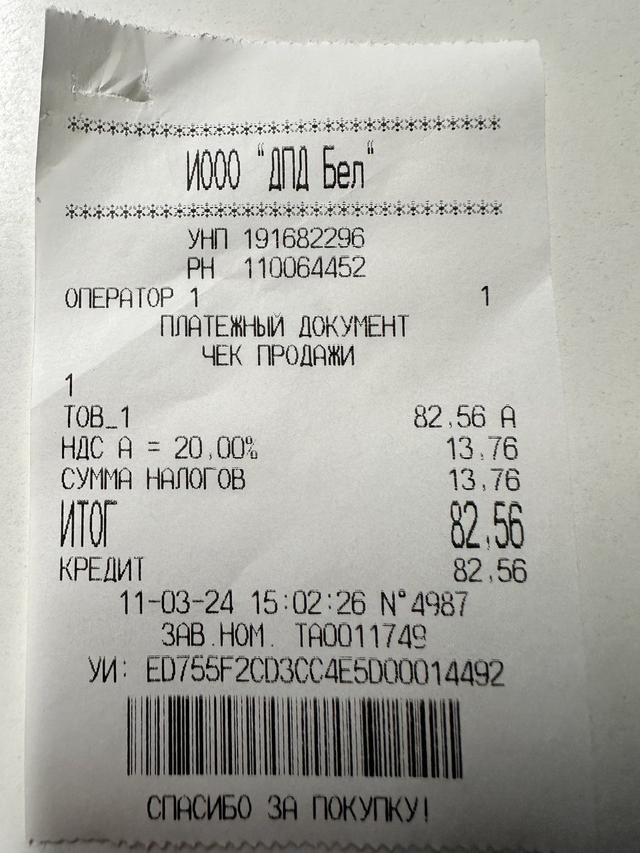 ************************************
ИООО "ДПД Бел"
************************************
УНП 191682296
РН 110064452
ОПЕРАТОР 1 1
ПЛАТЕЖНЫЙ ДОКУМЕНТ
ЧЕК ПРОДАЖИ
1
ТОВ_1 82,56 А
НДС А = 20,00% 13,76
СУММА НАЛОГОВ 13,76
ИТОГ 82,56
КРЕДИТ 82,56
11-03-24 15:02:26 N°4987
ЗАВ.НОМ. ТА0011749
УИ: ED755F2CD3CC4E5D00014492
СПАСИБО ЗА ПОКУПКУ!